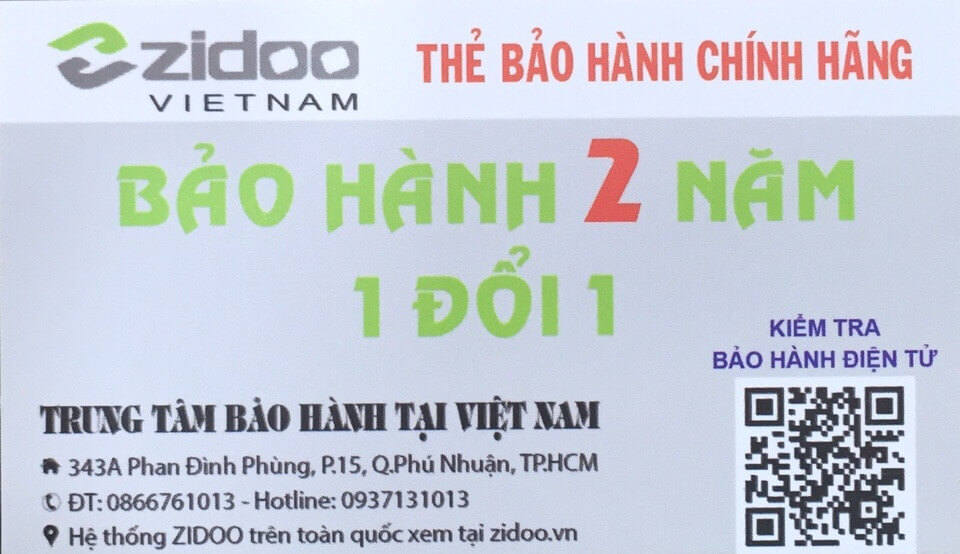 zidoo
VIETNAM
THẺ BẢO HÀNH CHÍNH HÃNG
BẢO HÀNH 2 NĂM
1 ĐỔI 1
KIỂM TRA
BẢO HÀNH ĐIỆN TỬ
TRUNG TÂM BẢO HÀNH TẠI VIỆT NAM
343A Phan Đình Phùng, P.15, Q.Phú Nhuận, TP.HCM
ĐT: 0866761013 - Hotline: 0937131013
Hệ thống ZIDOO trên toàn quốc xem tại zidoo.vn